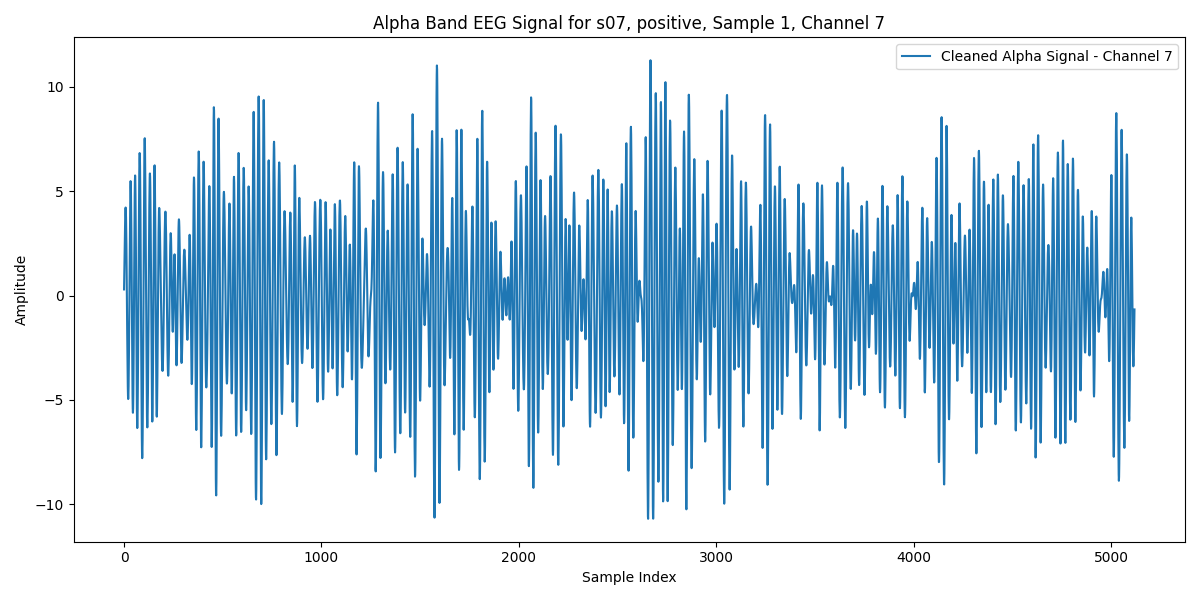 Alpha Band EEG Signal for s07, positive, Sample 1, Channel 7
Cleaned Alpha Signal - Channel 7
Amplitude
10
5
0
−5
−10
0 1000 2000 3000 4000 5000
Sample Index